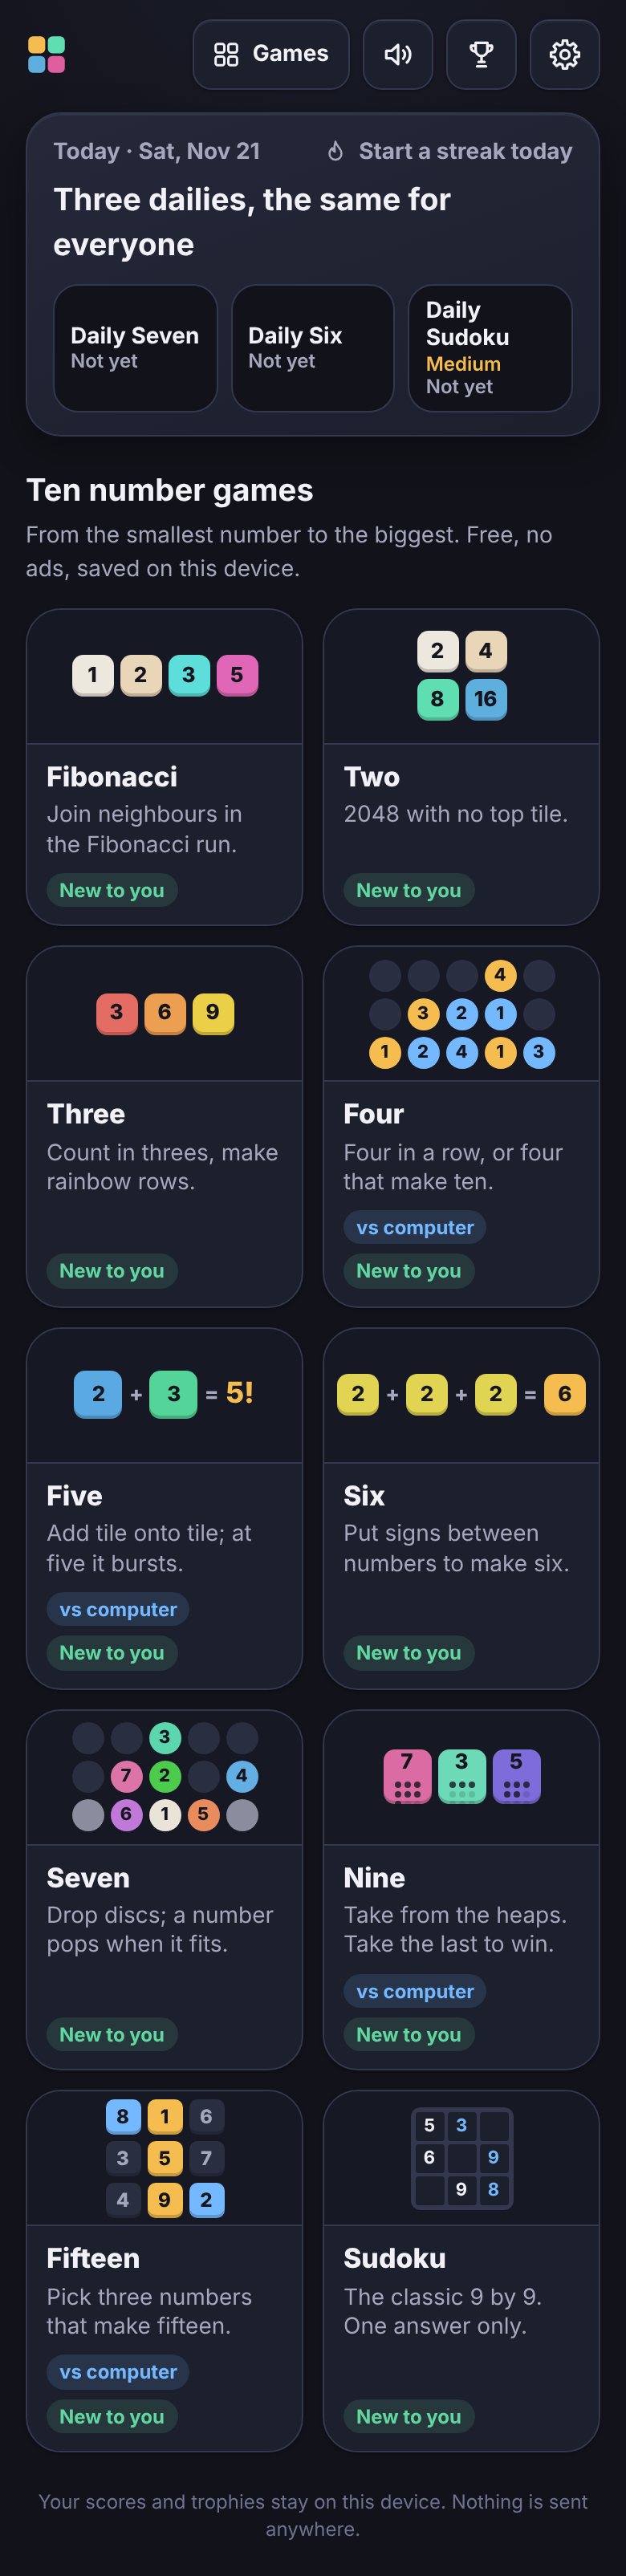 Games
Today · Sat, Nov 21
Start a streak today
Three dailies, the same for
everyone
Daily Seven
Not yet
Daily Six
Not yet
Daily
Sudoku
Medium
Not yet
Ten number games
From the smallest number to the biggest. Free, no
ads, saved on this device.
1 2 3 5
Fibonacci
Join neighbours in
the Fibonacci run.
New to you
2 4
8 16
Two
2048 with no top tile.
New to you
3 6 9
Three
Count in threes, make
rainbow rows.
New to you
4
3 2 1
1 2 4 1 3
Four
Four in a row, or four
that make ten.
vs computer
New to you
2 + 3 = 5!
Five
Add tile onto tile; at
five it bursts.
vs computer
New to you
2 + 2 + 2 = 6
Six
Put signs between
numbers to make six.
New to you
3
7 2 4
6 1 5
Seven
Drop discs; a number
pops when it fits.
New to you
7 3 5
Nine
Take from the heaps.
Take the last to win.
vs computer
New to you
8 1 6
3 5 7
4 9 2
Fifteen
Pick three numbers
that make fifteen.
vs computer
New to you
5 3
6 9
9 8
Sudoku
The classic 9 by 9.
One answer only.
New to you
Your scores and trophies stay on this device. Nothing is sent
anywhere.